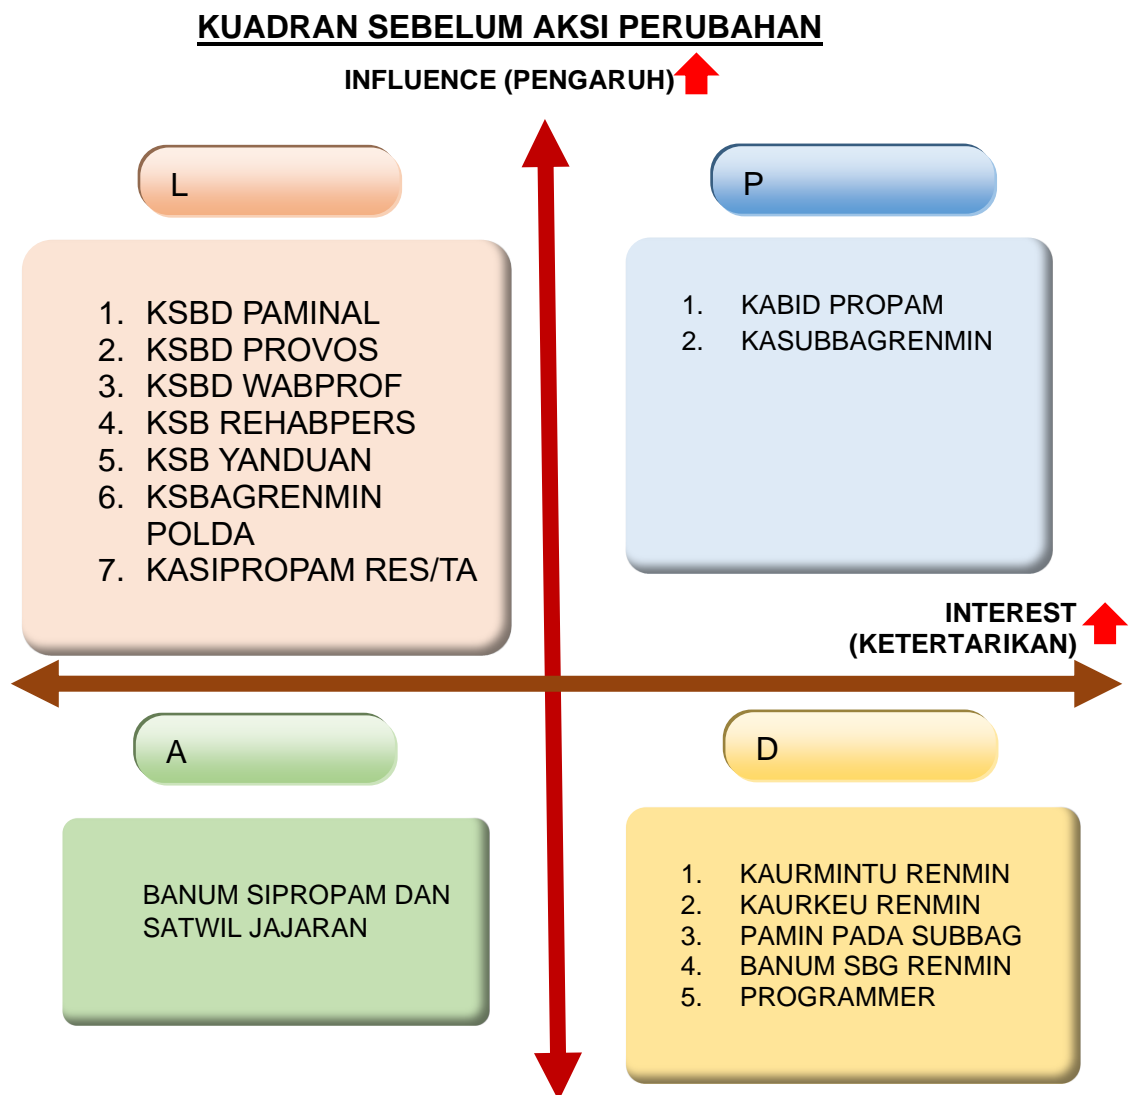 KUADRAN SEBELUM AKSI PERUBAHAN
INFLUENCE (PENGARUH)
L
1. KSBD PAMINAL
2. KSBD PROVOS
3. KSBD WABPROF
4. KSB REHABPERS
5. KSB YANDUAN
6. KSBAGRENMIN
POLDA
7. KASIPROPAM RES/TA
P
1. KABID PROPAM
2. KASUBBAGRENMIN
INTEREST
(KETERTARIKAN)
A
BANUM SIPROPAM DAN
SATWIL JAJARAN
D
1. KAURMINTU RENMIN
2. KAURKEU RENMIN
3. PAMIN PADA SUBBAG
4. BANUM SBG RENMIN
5. PROGRAMMER